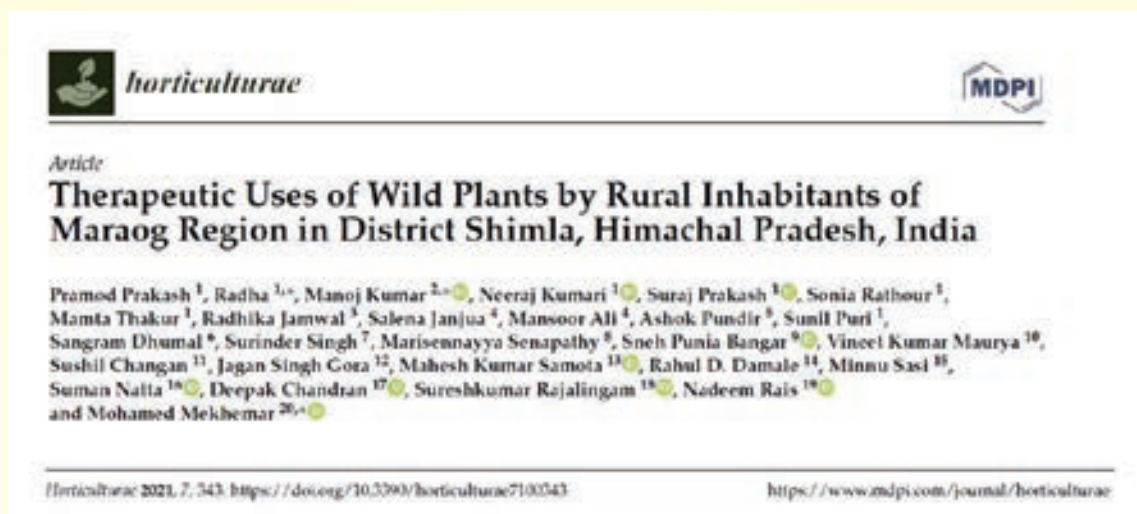 horticulturae
MDPI
Article
Therapeutic Uses of Wild Plants by Rural Inhabitants of
Maraog Region in District Shimla, Himachal Pradesh, India
Pramod Prakash 1, Radha 1,*, Manoj Kumar 2,*, Neeraj Kumari 1, Suraj Prakash 1, Sonia Rathour 1,
Mamta Thakur 3, Radhika Jamwal 3, Salena Janjua 4, Mansoor Ali 4, Ashok Pundir 5, Sunil Puri 1,
Sangram Dhumal 6, Surinder Singh 7, Marisennayya Senapathy 8, Sneh Punia Bangar 9, Vineet Kumar Maurya 10,
Sushil Changan 11, Jagan Singh Gora 12, Mahesh Kumar Samota 13, Rahul D. Damale 14, Minnu Sasi 15,
Suman Natta 16, Deepak Chandran 17, Sureshkumar Rajalingam 18, Nadeem Rais 19
and Mohamed Mekhemar 20,*
Horticulturae 2021, 7, 343. https://doi.org/10.3390/horticulturae7100343
https://www.mdpi.com/journal/horticulturae